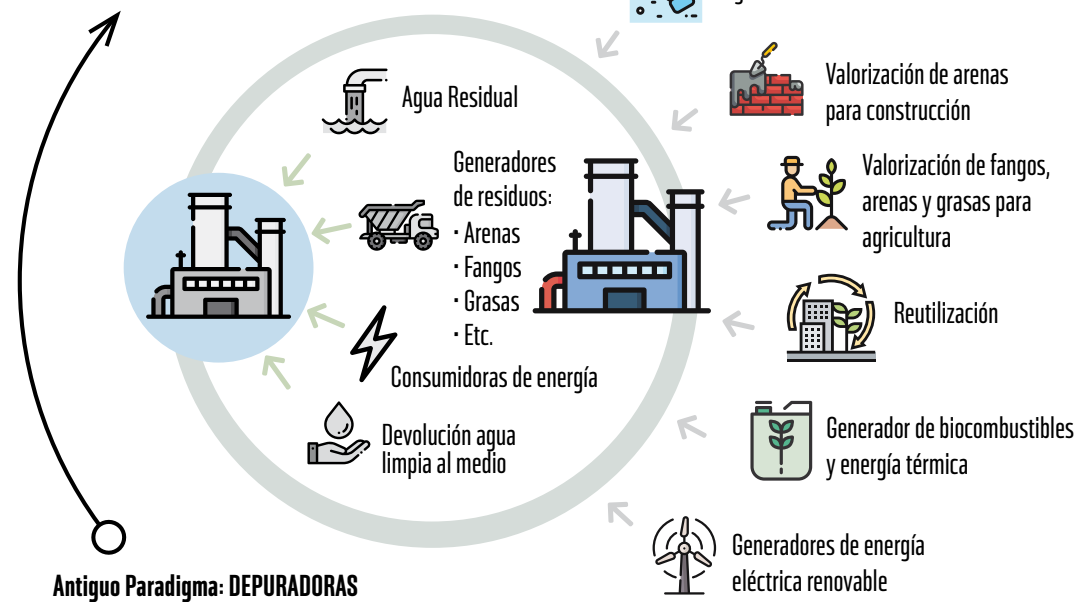 Agua Residual
Generadores
de residuos:
· Arenas
· Fangos
· Grasas
· Etc.
Consumidoras de energía
Devolución agua
limpia al medio
Valorización de arenas
para construcción
Valorización de fangos,
arenas y grasas para
agricultura
Reutilización
Generador de biocombustibles
y energía térmica
Generadores de energía
eléctrica renovable
Antiguo Paradigma: DEPURADORAS